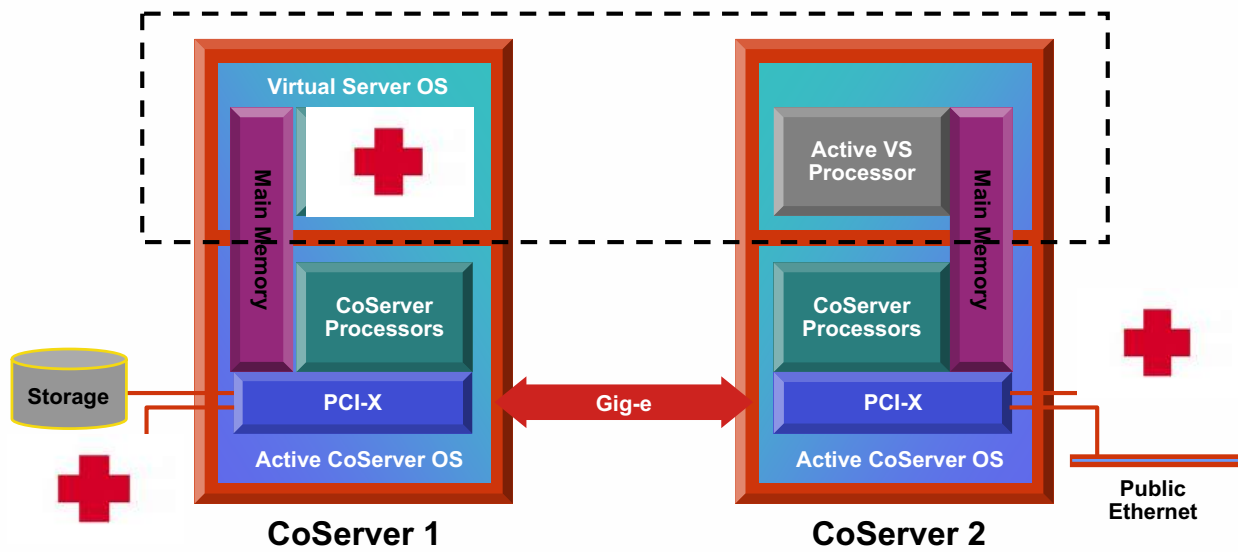 Virtual Server OS
Main Memory
CoServer
Processors
Storage
PCI-X
Active CoServer OS
CoServer 1
Gig-e
Active VS
Processor
Main Memory
CoServer
Processors
PCI-X
Active CoServer OS
CoServer 2
Public
Ethernet